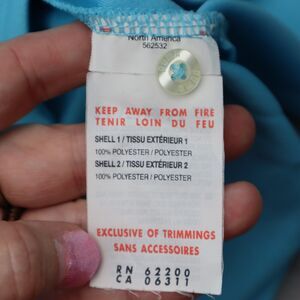 North America
562532
KEEP AWAY FROM FIRE
TENIR LOIN DU FEU
SHELL 1 / TISSU EXTÉRIEUR 1
100% POLYESTER / POLYESTER
SHELL 2 / TISSU EXTÉRIEUR 2
100% POLYESTER / POLYESTER
EXCLUSIVE OF TRIMMINGS
SANS ACCESSOIRES
RN 62200
CA 06311